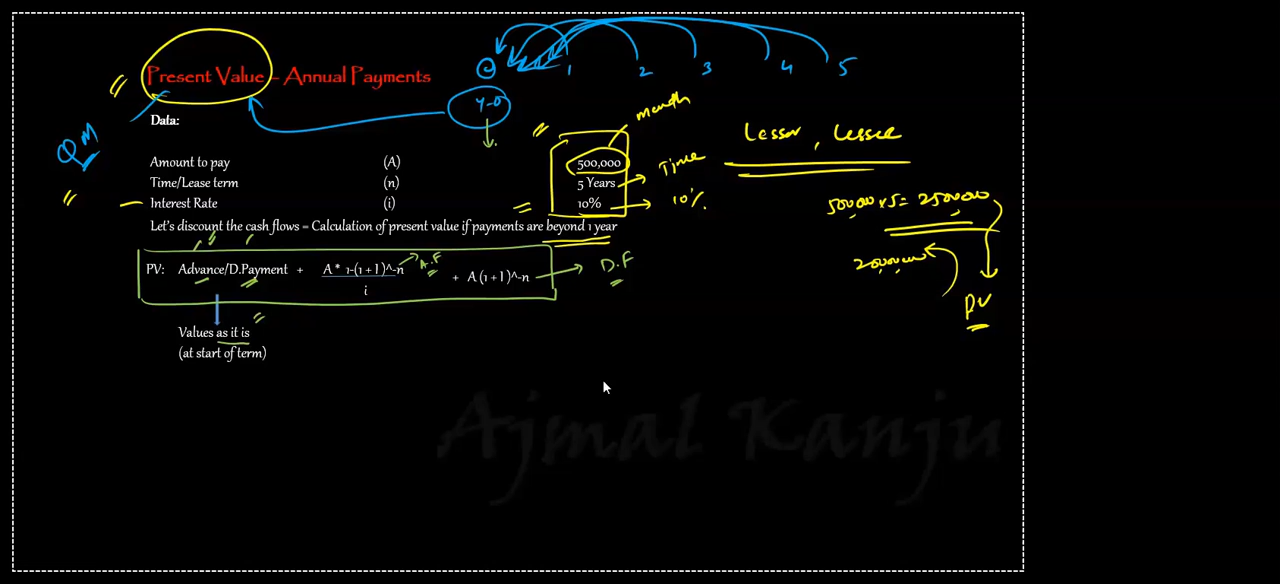 0 1 2 3 4 5
Present Value - Annual Payments
Y-0
month
Data:
QM
Lessor, Lessee
Amount to pay (A) 500,000
Time
Time/Lease term (n) 5 Years
Interest Rate (i) 10% 10%
500000 x 5 = 2500000
Let's discount the cash flows = Calculation of present value if payments are beyond 1 year
A.F
D.F
PV: Advance/D.Payment + A* 1-(1+1)^-n + A (1+1)^-n
i
PV
Values as it is
(at start of term)
Ajmal Kanju